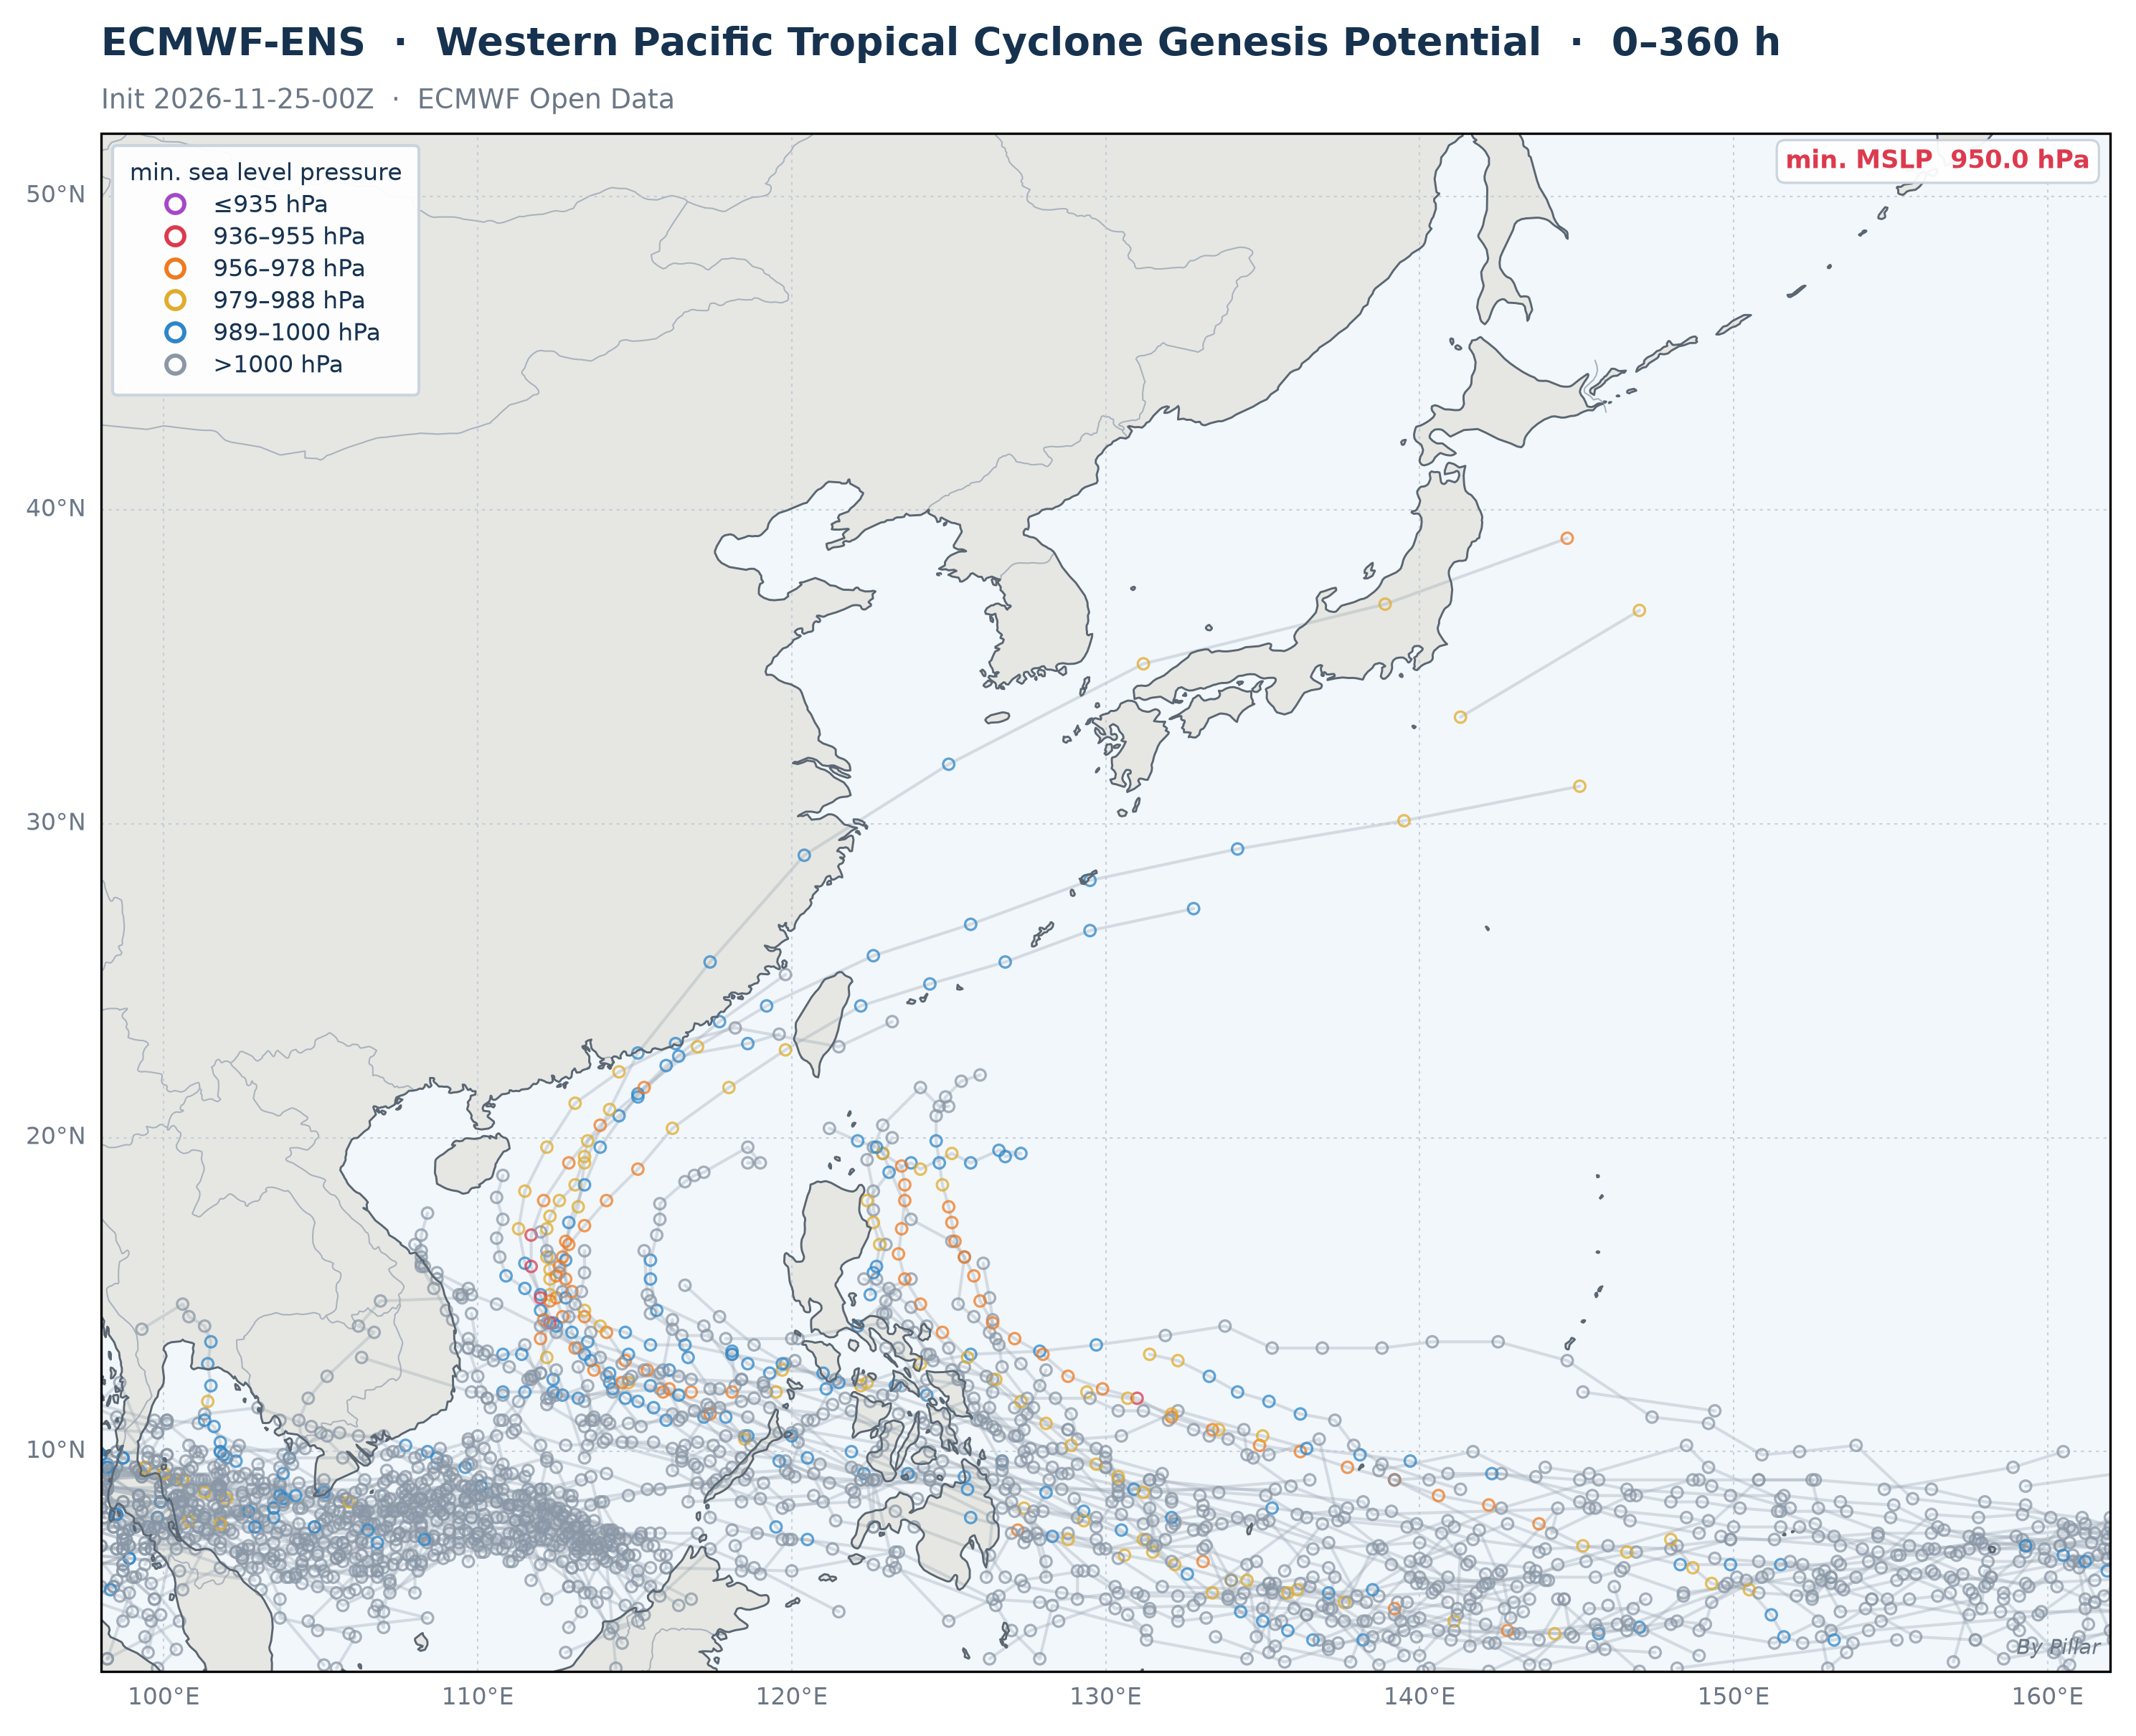 ECMWF-ENS · Western Pacific Tropical Cyclone Genesis Potential · 0–360 h
Init 2026-11-25-00Z · ECMWF Open Data
min. sea level pressure
≤935 hPa
936–955 hPa
956–978 hPa
979–988 hPa
989–1000 hPa
>1000 hPa
min. MSLP 950.0 hPa
50°N
40°N
30°N
20°N
10°N
By Pillar
100°E 110°E 120°E 130°E 140°E 150°E 160°E